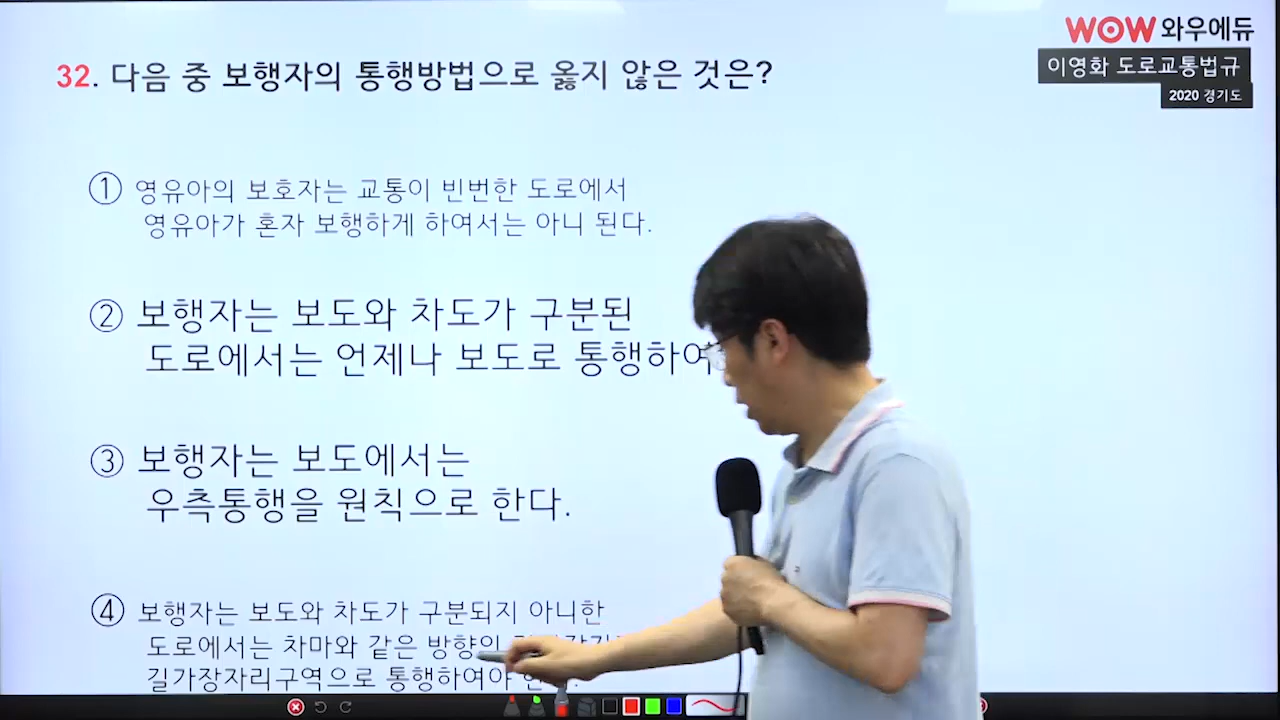 WOW 와우에듀
이영화 도로교통법규
2020 경기도
32. 다음 중 보행자의 통행방법으로 옳지 않은 것은?
① 영유아의 보호자는 교통이 빈번한 도로에서
영유아가 혼자 보행하게 하여서는 아니 된다.
② 보행자는 보도와 차도가 구분된
도로에서는 언제나 보도로 통행하여
③ 보행자는 보도에서는
우측통행을 원칙으로 한다.
④ 보행자는 보도와 차도가 구분되지 아니한
도로에서는 차마와 같은 방향의
길가장자리구역으로 통행하여야